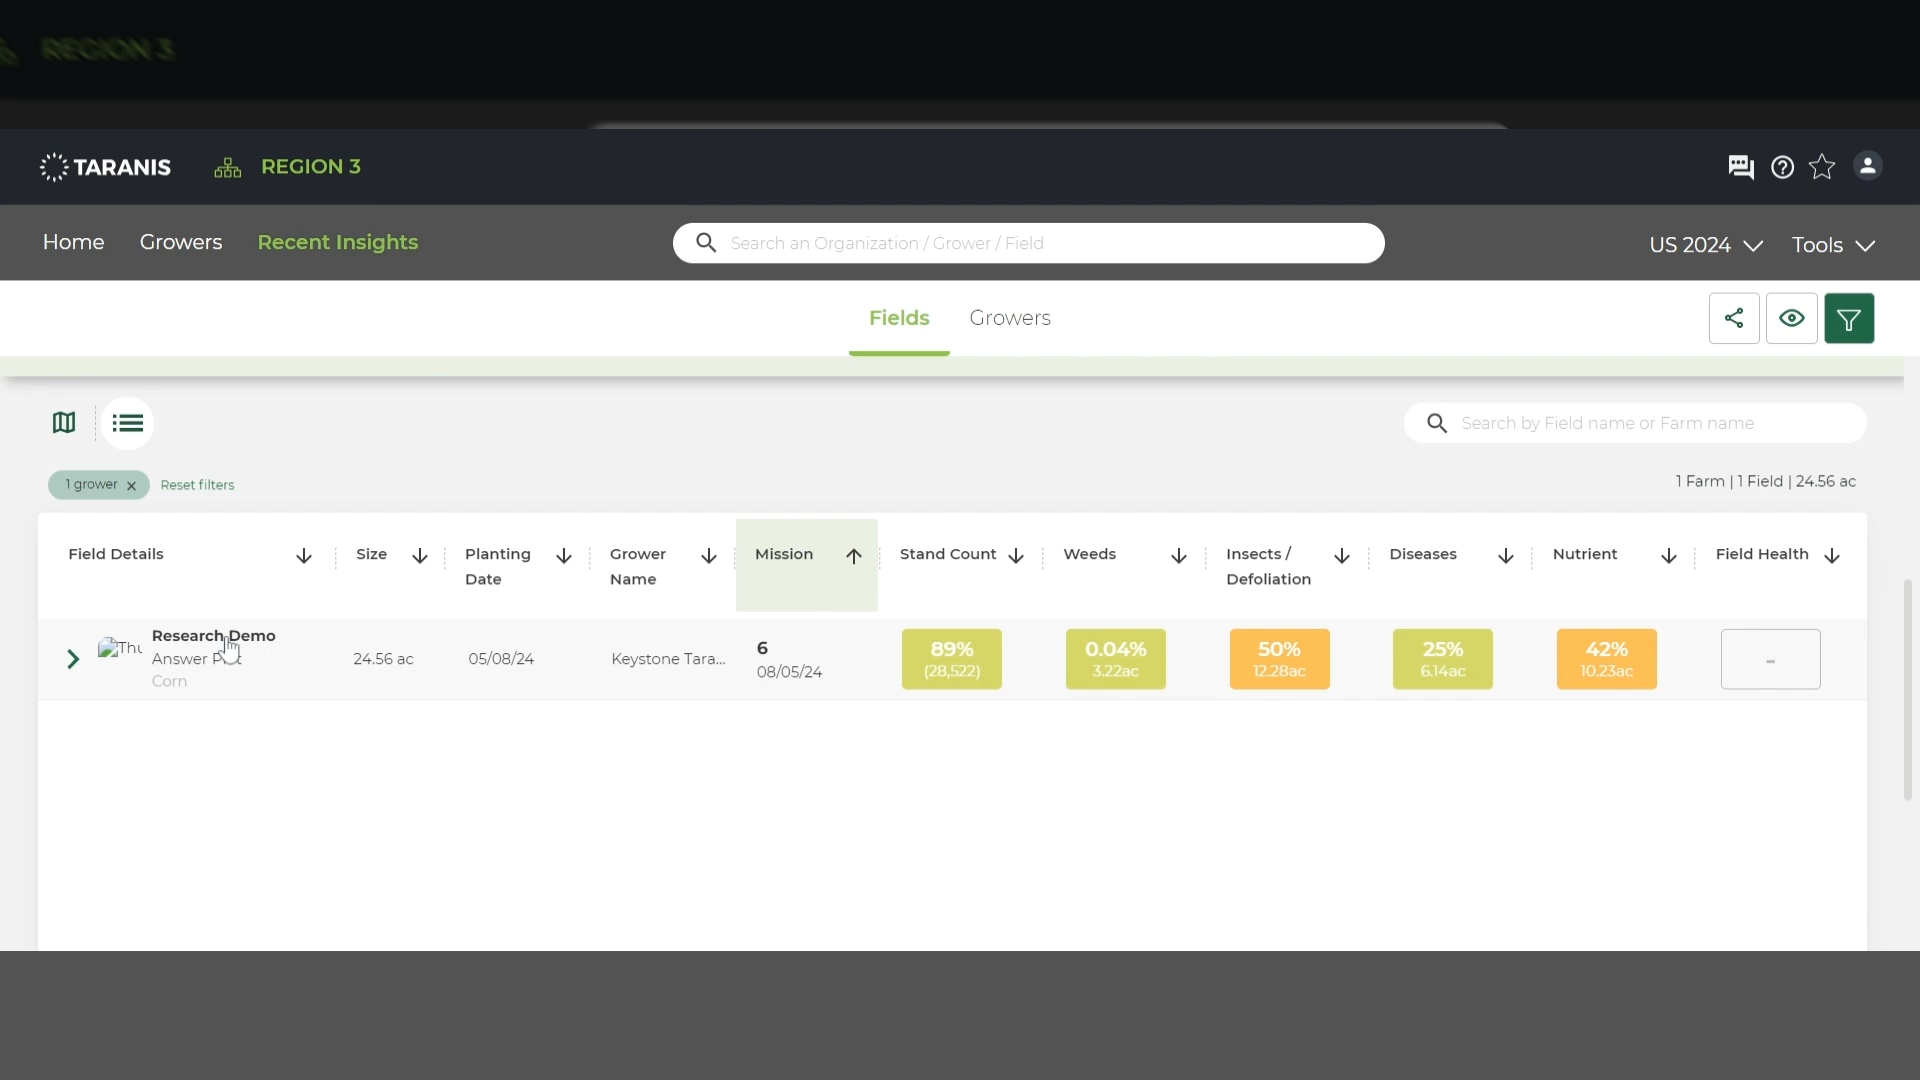 REGION 3
TARANIS REGION 3
Home Growers Recent Insights Search an Organization / Grower / Field US 2024 Tools
Fields Growers
Search by Field name or Farm name
1 grower x Reset filters 1 Farm | 1 Field | 24.56 ac
Field Details Size Planting Date Grower Name Mission Stand Count Weeds Insects / Defoliation Diseases Nutrient Field Health
Research Demo
Answer
Corn
24.56 ac 05/08/24 Keystone Tara...
6
08/05/24
89%
(28,522)
0.04%
3.22ac
50%
12.28ac
25%
6.14ac
42%
10.23ac
-